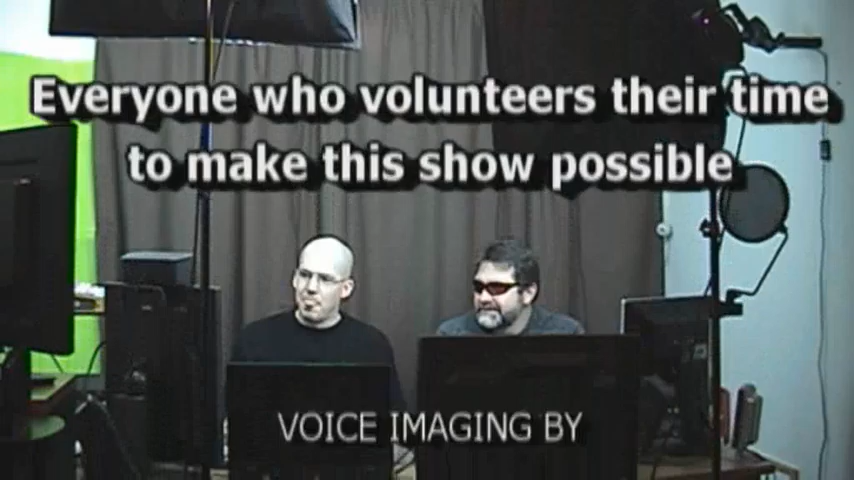 Everyone who volunteers their time
to make this show possible
VOICE IMAGING BY